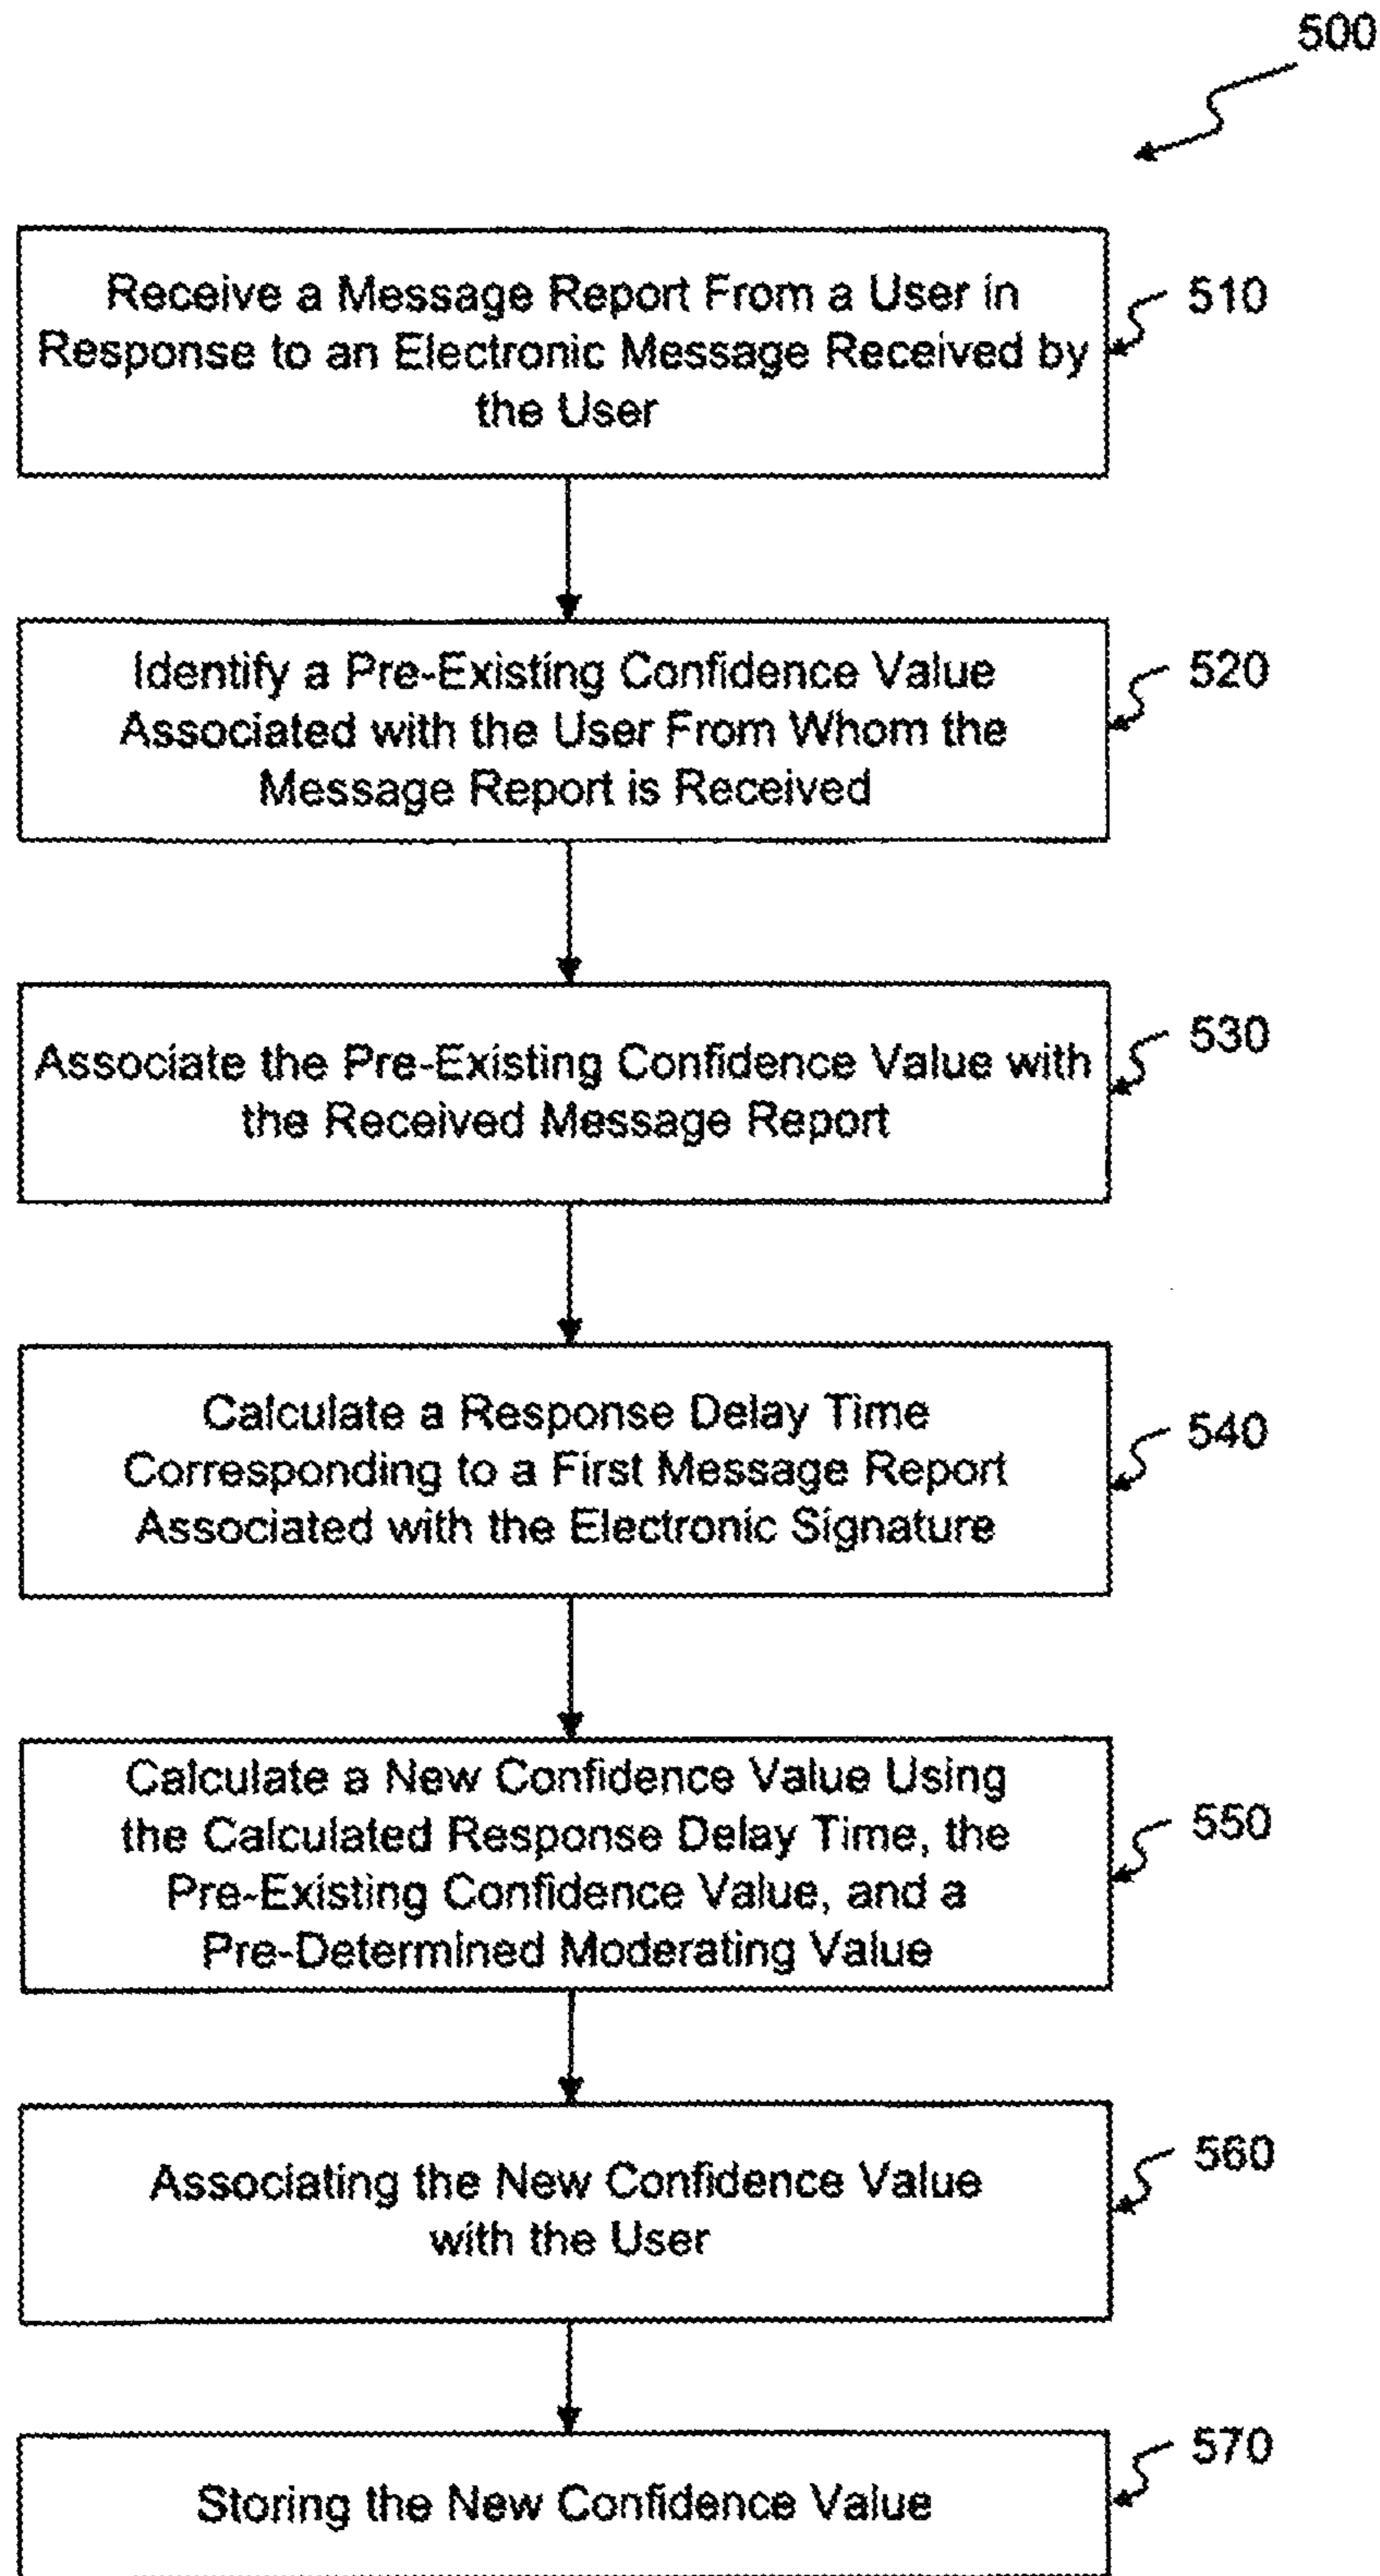 500
Receive a Message Report From a User in
Response to an Electronic Message Received by
the User
510
Identify a Pre-Existing Confidence Value
Associated with the User From Whom the
Message Report is Received
520
Associate the Pre-Existing Confidence Value with
the Received Message Report
530
Calculate a Response Delay Time
Corresponding to a First Message Report
Associated with the Electronic Signature
540
Calculate a New Confidence Value Using
the Calculated Response Delay Time, the
Pre-Existing Confidence Value, and a
Pre-Determined Moderating Value
550
Associating the New Confidence Value
with the User
560
Storing the New Confidence Value
570